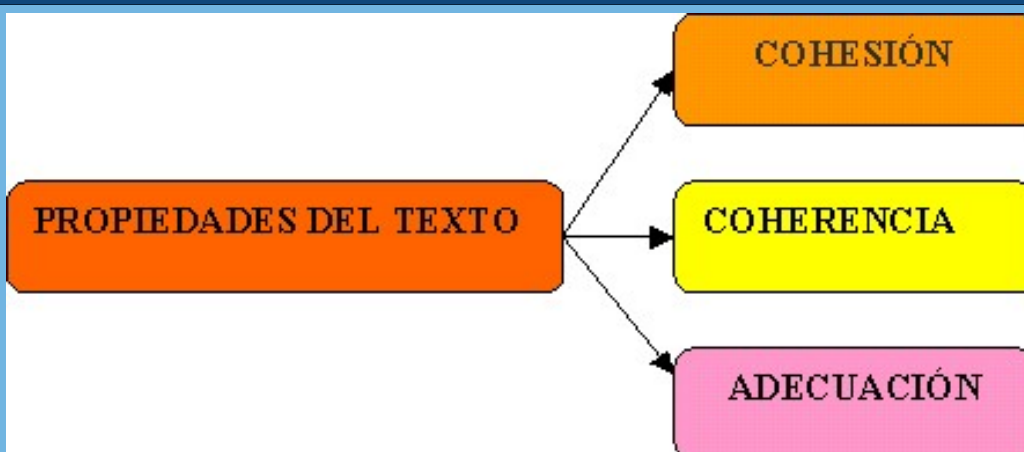 COHESIÓN
PROPIEDADES DEL TEXTO
COHERENCIA
ADECUACIÓN